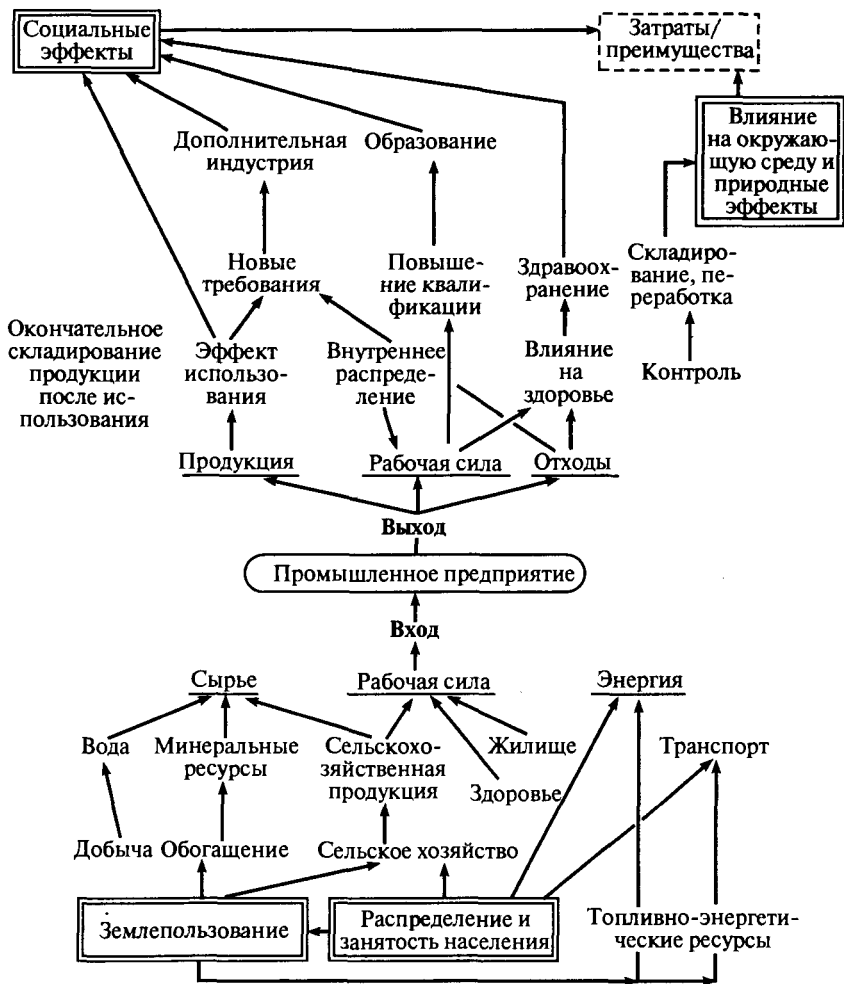 Социальные
эффекты
Затраты/
преимущества
Влияние
на окружаю-
щую среду и
природные
эффекты
Дополнительная
индустрия
Образование
Новые
требования
Повыше-
ние квали-
фикации
Здравоох-
ранение
Складиро-
вание, пе-
реработка
Окончательное
складирование
продукции
после ис-
пользования
Эффект
использо-
вания
Внутреннее
распреде-
ление
Влияние
на
здоровье
Контроль
Продукция
Рабочая сила
Отходы
Выход
Промышленное предприятие
Вход
Сырье
Рабочая сила
Энергия
Вода
Минеральные
ресурсы
Сельскохо-
зяйственная
продукция
Жилище
Здоровье
Транспорт
Добыча
Обогащение
Сельское хозяйство
Землепользование
Распределение и
занятость населения
Топливно-энергети-
ческие ресурсы